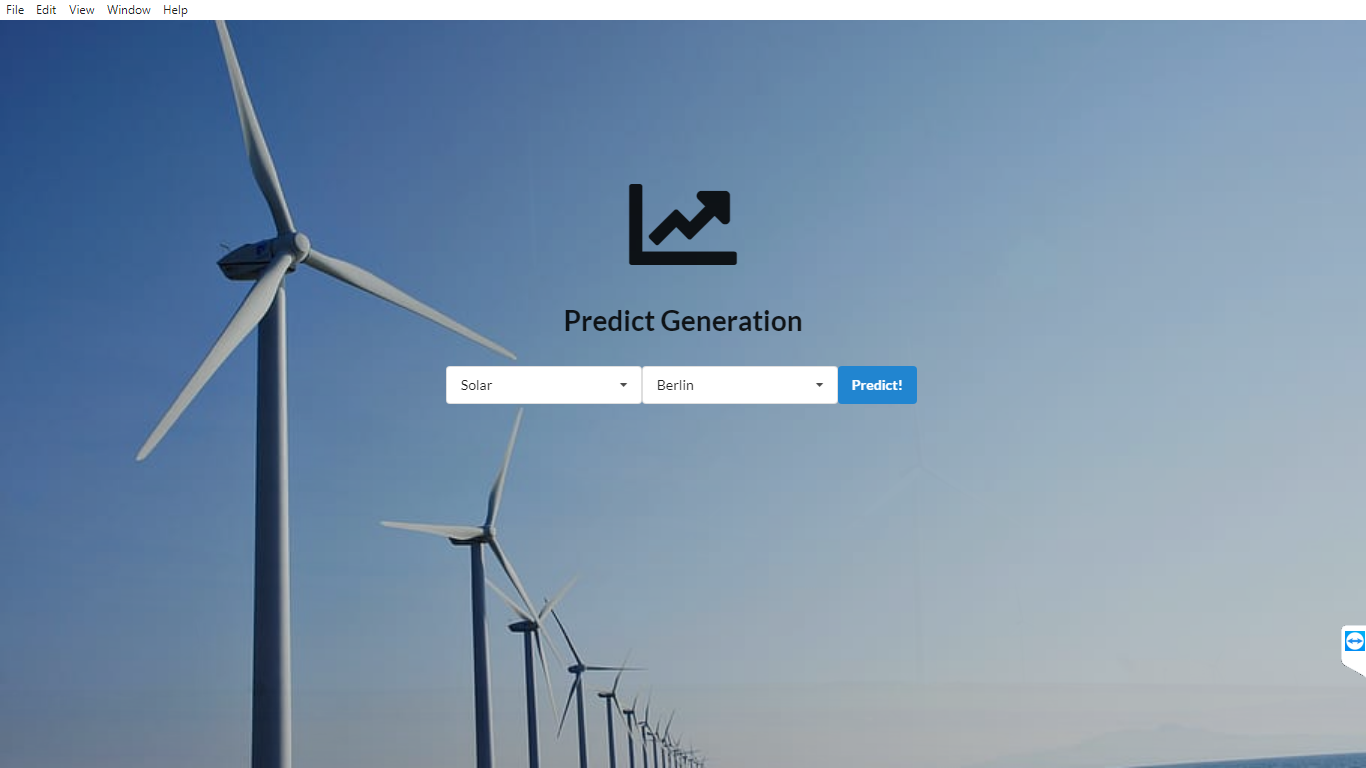 File Edit View Window Help
Predict Generation
Solar Berlin Predict!